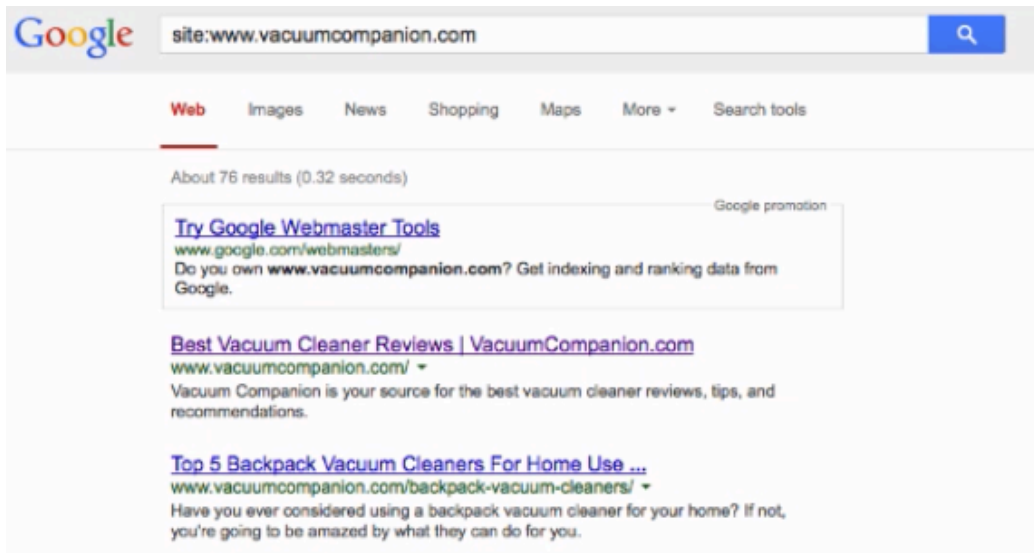 Google site:www.vacuumcompanion.com
Web Images News Shopping Maps More Search tools
About 76 results (0.32 seconds)
Google promotion
Try Google Webmaster Tools
www.google.com/webmasters/
Do you own www.vacuumcompanion.com? Get indexing and ranking data from
Google.
Best Vacuum Cleaner Reviews | VacuumCompanion.com
www.vacuumcompanion.com/
Vacuum Companion is your source for the best vacuum cleaner reviews, tips, and
recommendations.
Top 5 Backpack Vacuum Cleaners For Home Use ...
www.vacuumcompanion.com/backpack-vacuum-cleaners/
Have you ever considered using a backpack vacuum cleaner for your home? If not,
you're going to be amazed by what they can do for you.